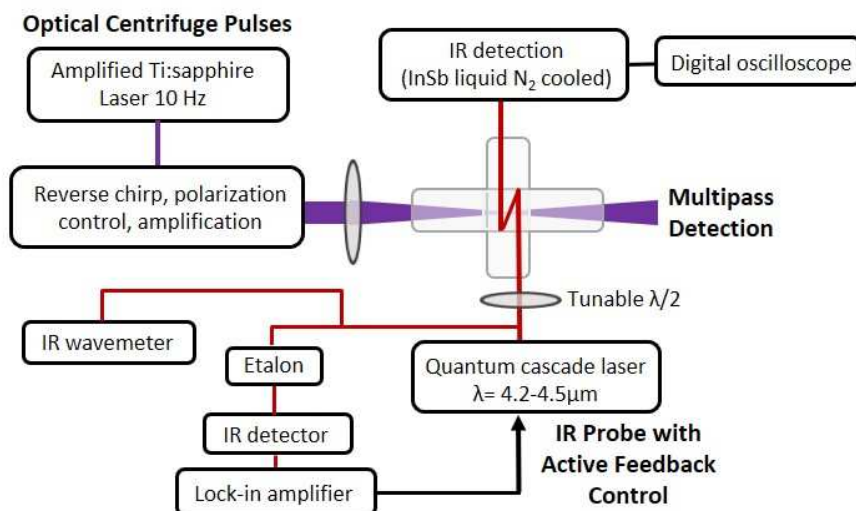 Optical Centrifuge Pulses
Amplified Ti:sapphire
Laser 10 Hz
IR detection
(InSb liquid N₂ cooled)
Digital oscilloscope
Reverse chirp, polarization
control, amplification
Multipass
Detection
Tunable λ/2
IR wavemeter
Etalon
Quantum cascade laser
λ= 4.2-4.5μm
IR detector
IR Probe with
Active Feedback
Control
Lock-in amplifier